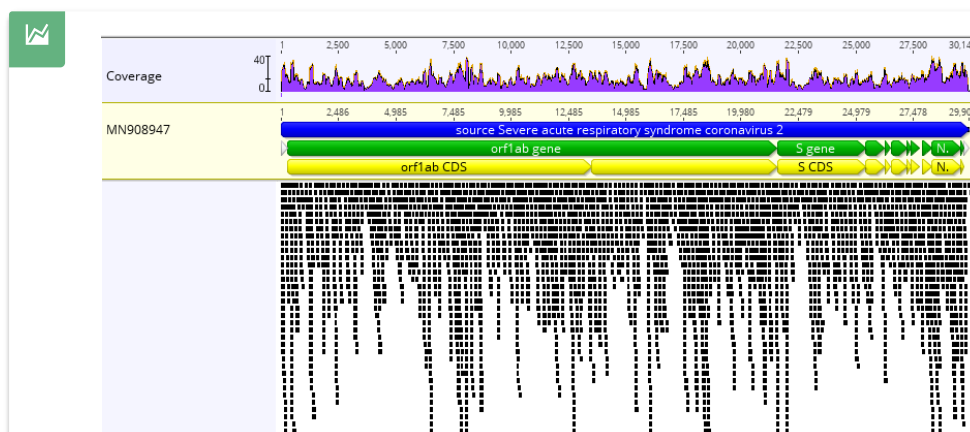 1 2,500 5,000 7,500 10,000 12,500 15,000 17,500 20,000 22,500 25,000 27,500 30,14
40
Coverage
0
1 2,486 4,985 7,485 9,985 12,485 14,985 17,485 19,980 22,479 24,979 27,478 29,90
MN908947
source Severe acute respiratory syndrome coronavirus 2
orf1ab gene S gene N.
orf1ab CDS S CDS N.